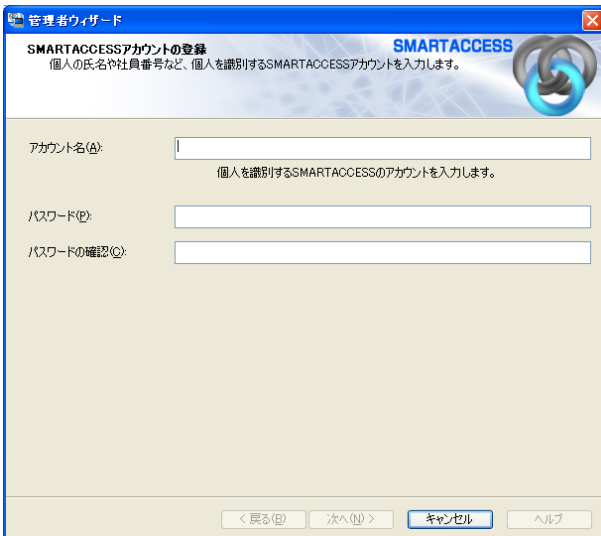 管理者ウィザード
SMARTACCESSアカウントの登録
SMARTACCESS
個人の氏名や社員番号など、個人を識別するSMARTACCESSアカウントを入力します。
アカウント名(A):
個人を識別するSMARTACCESSのアカウントを入力します。
パスワード(P):
パスワードの確認(C):
< 戻る(B) 次へ(N) > キャンセル ヘルプ